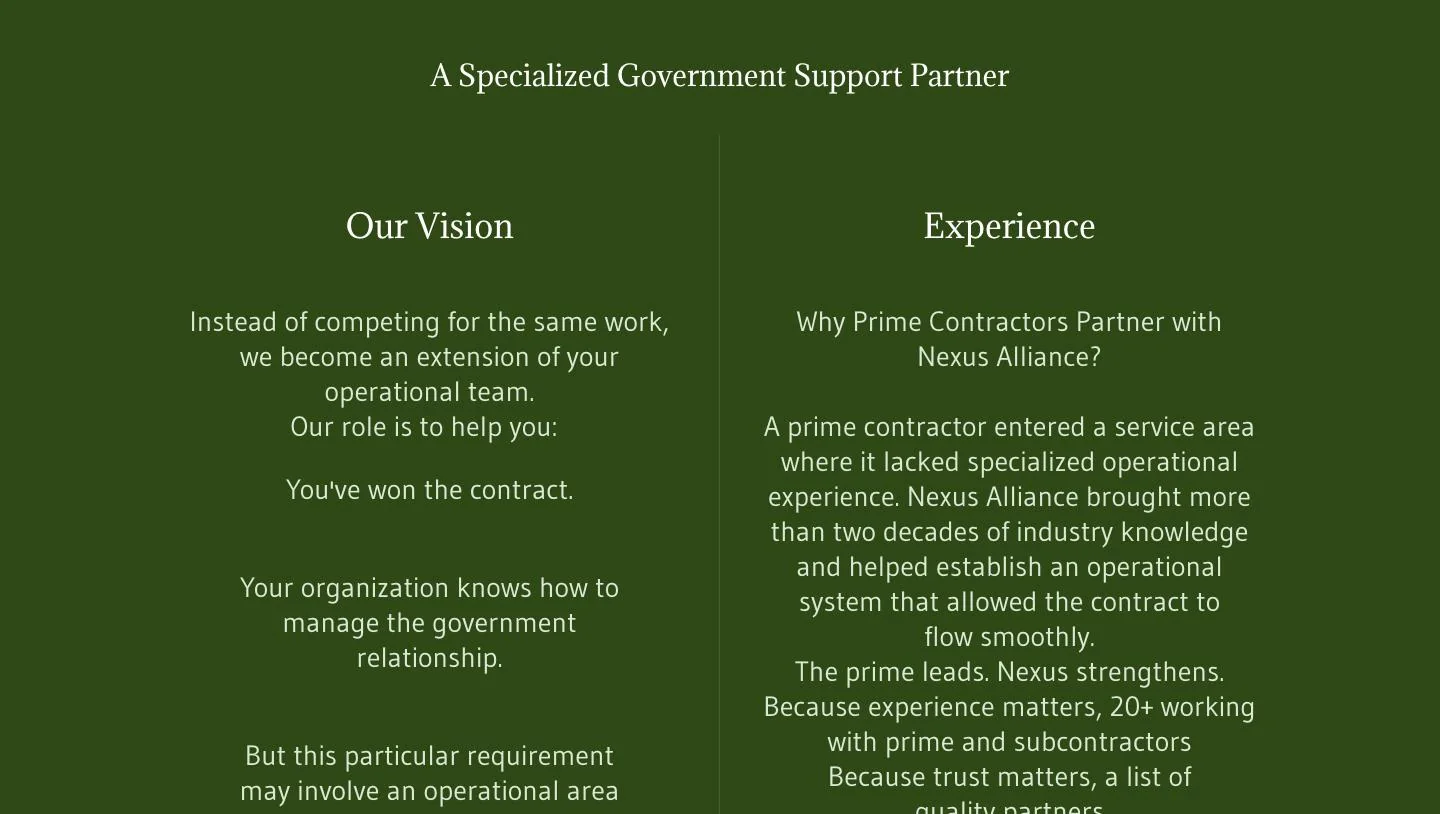 A Specialized Government Support Partner
Our Vision
Instead of competing for the same work,
we become an extension of your
operational team.
Our role is to help you:
You've won the contract.
Your organization knows how to
manage the government
relationship.
But this particular requirement
may involve an operational area
Experience
Why Prime Contractors Partner with
Nexus Alliance?
A prime contractor entered a service area
where it lacked specialized operational
experience. Nexus Alliance brought more
than two decades of industry knowledge
and helped establish an operational
system that allowed the contract to
flow smoothly.
The prime leads. Nexus strengthens.
Because experience matters, 20+ working
with prime and subcontractors
Because trust matters, a list of
quality partners